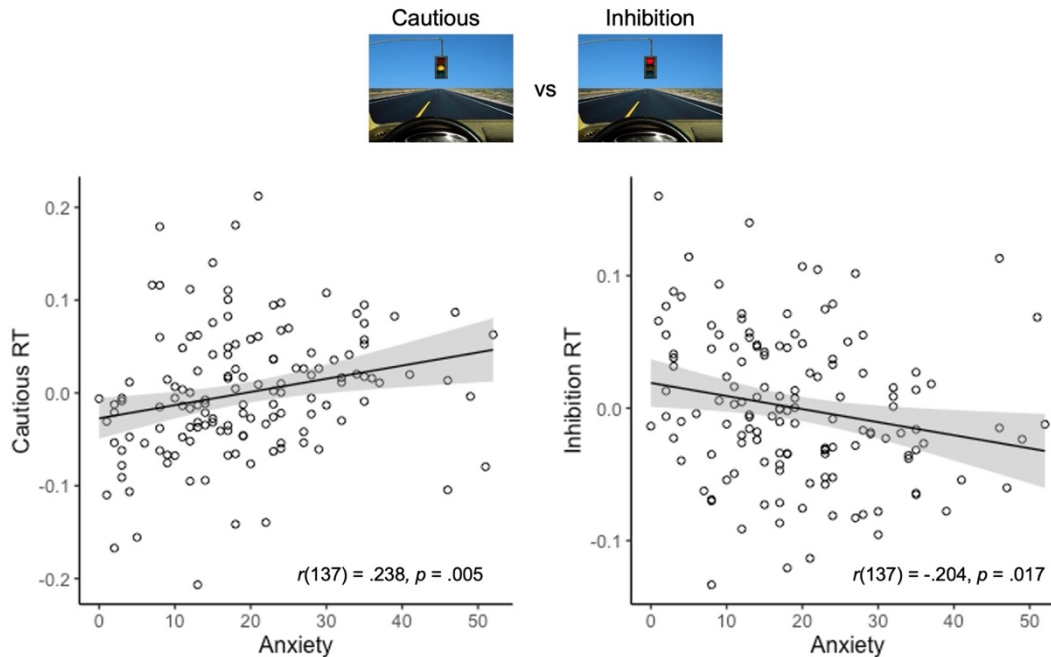 Cautious
Inhibition
vs
0.2
0.1
0.0
-0.1
-0.2
Cautious RT
r(137) = .238, p = .005
0 10 20 30 40 50
Anxiety
0.1
0.0
-0.1
Inhibition RT
r(137) = -.204, p = .017
0 10 20 30 40 50
Anxiety